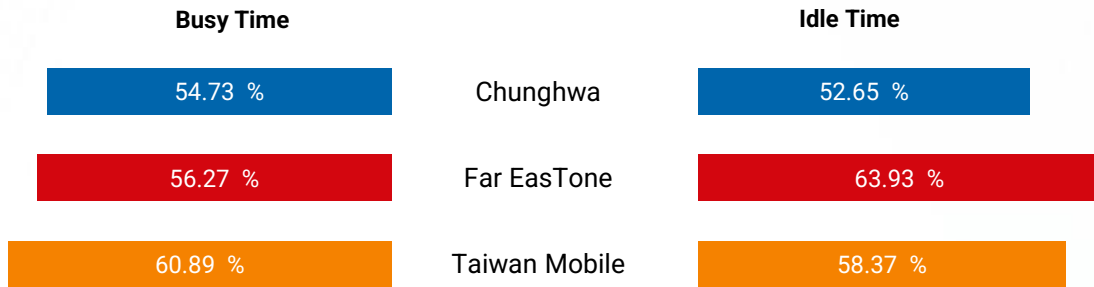 Busy Time Idle Time
54.73 % Chunghwa 52.65 %
56.27 % Far EasTone 63.93 %
60.89 % Taiwan Mobile 58.37 %